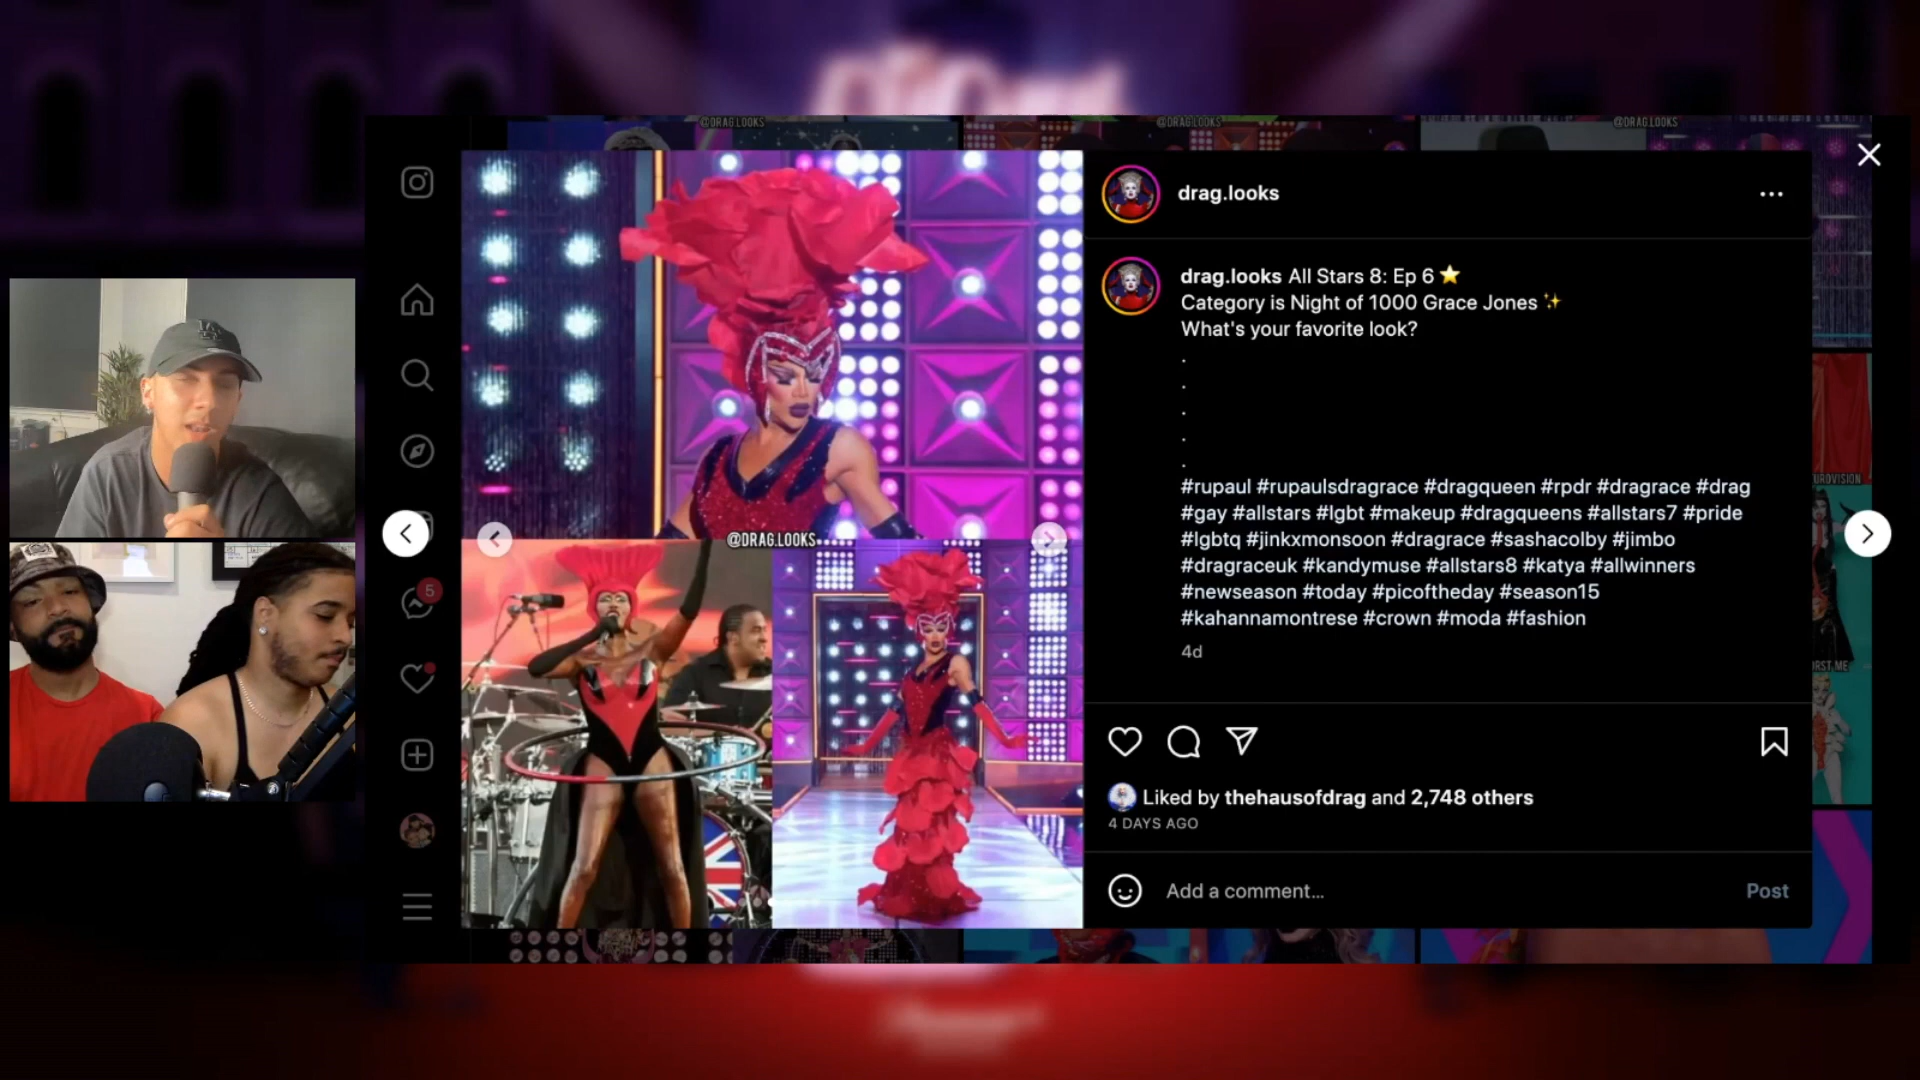 @DRAG.LOOKS
@DRAG.LOOKS
@DRAG.LOOKS
drag.looks
drag.looks All Stars 8: Ep 6 ⭐
Category is Night of 1000 Grace Jones ✨
What's your favorite look?
.
.
.
.
.
#rupaul #rupaulsdragrace #dragqueen #rpdr #dragrace #drag
#gay #allstars #lgbt #makeup #dragqueens #allstars7 #pride
#lgbtq #jinkxmonsoon #dragrace #sashacolby #jimbo
#dragraceuk #kandymuse #allstars8 #katya #allwinners
#newseason #today #picoftheday #season15
#kahannamontrese #crown #moda #fashion
4d
@DRAG.LOOKS
5
Liked by thehausofdrag and 2,748 others
4 DAYS AGO
Add a comment...
Post